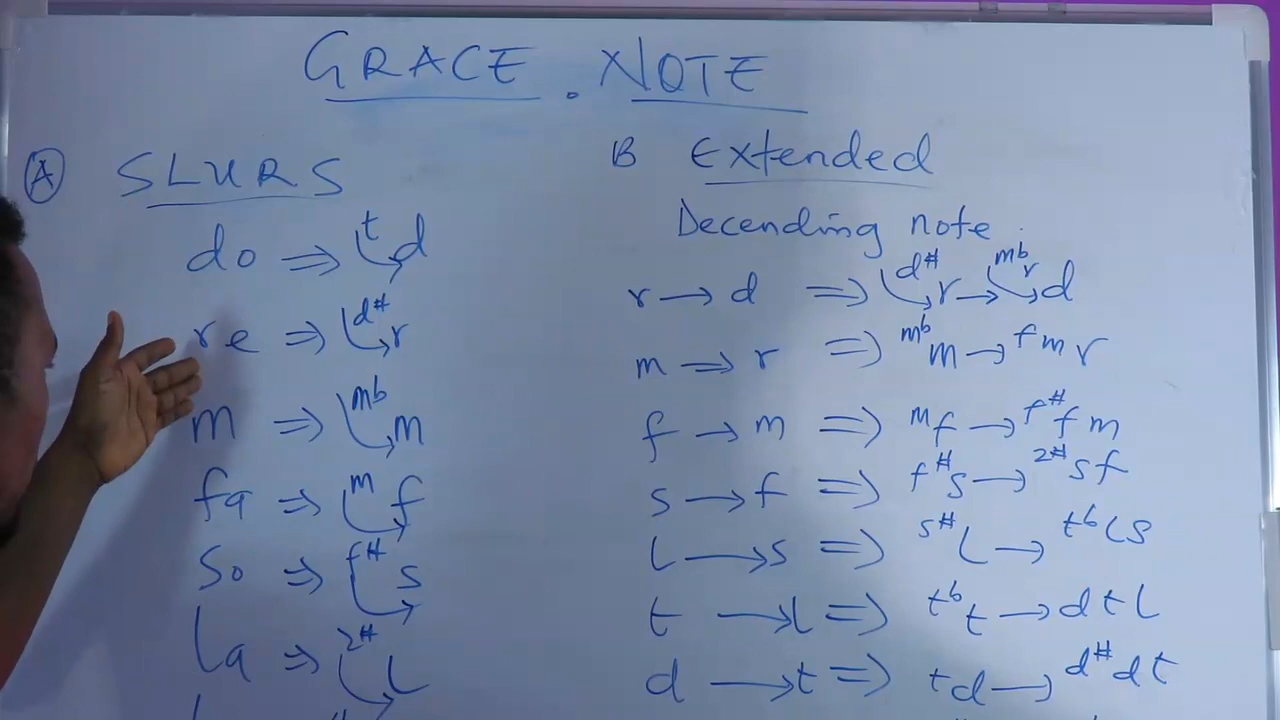 GRACE . NOTE
A SLURS
do ⇒ t d
re ⇒ d# r
m ⇒ mb m
fa ⇒ m f
so ⇒ f# s
la ⇒ 2# l
B Extended
Decending note
r → d ⇒ d# r → mb r d
m ⇒ r ⇒ mb m → f m r
f → m ⇒ m f → f# f m
s → f ⇒ f# s → 2# s f
l → s ⇒ s# l → tb l s
t → l ⇒ tb t → d t l
d → t ⇒ t d → d# d t